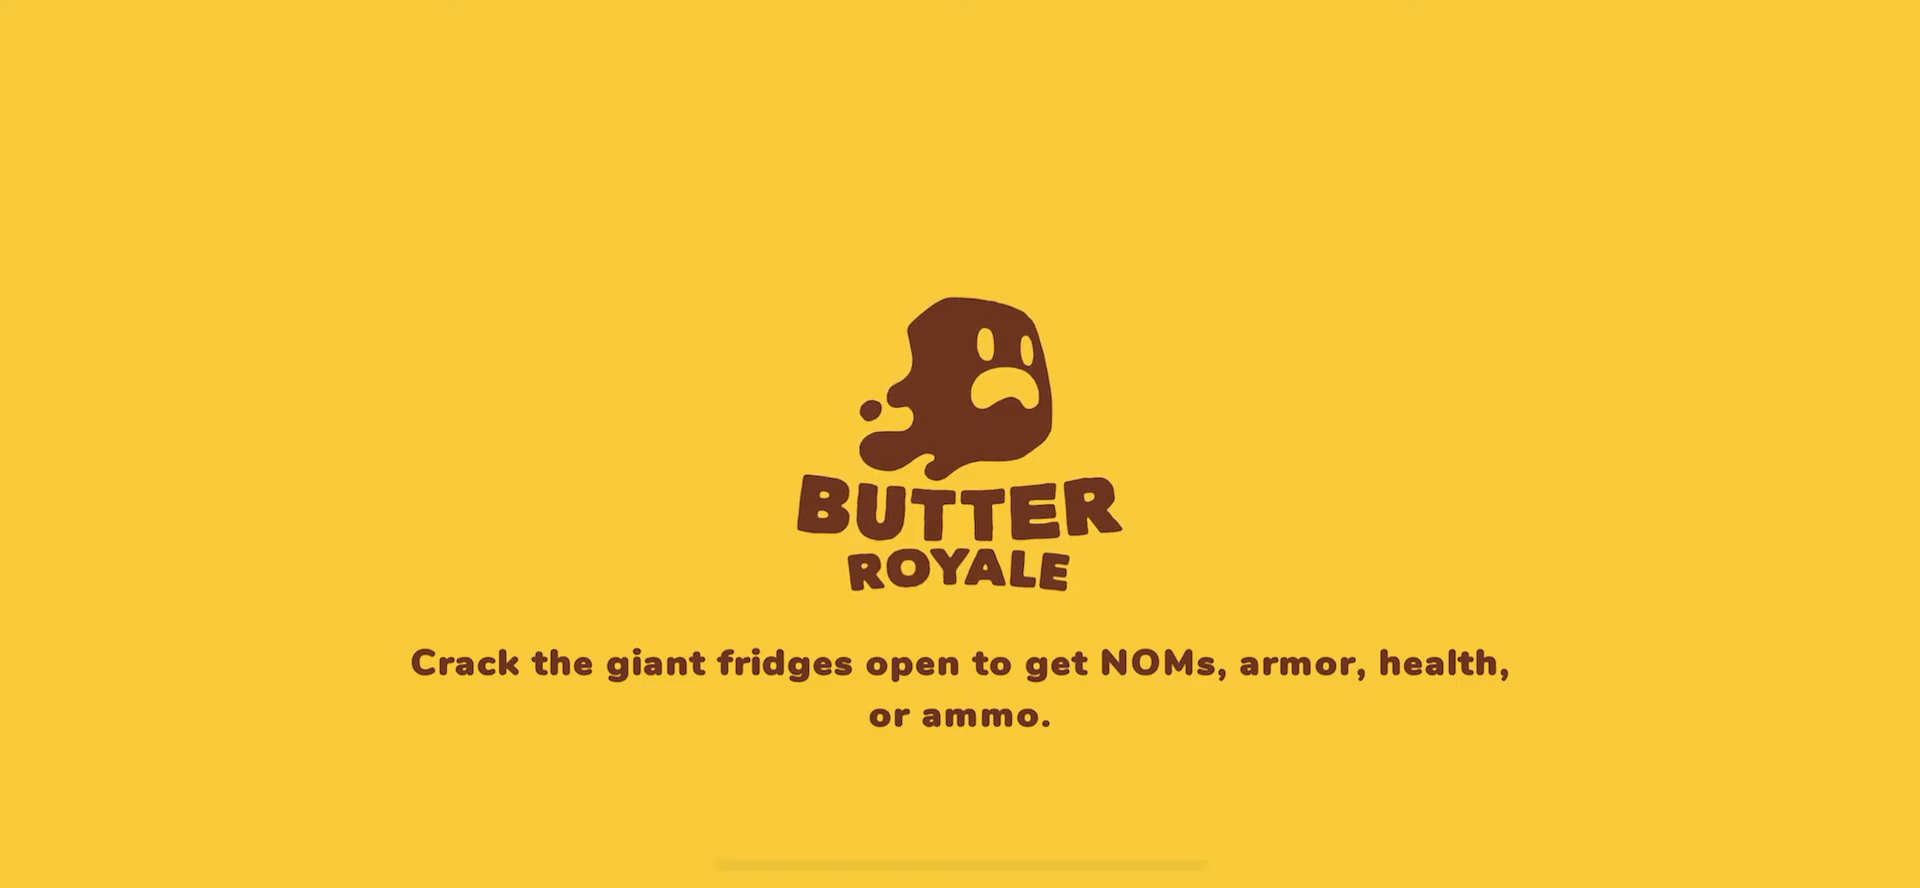 BUTTER
ROYALE
Crack the giant fridges open to get NOMs, armor, health,
or ammo.